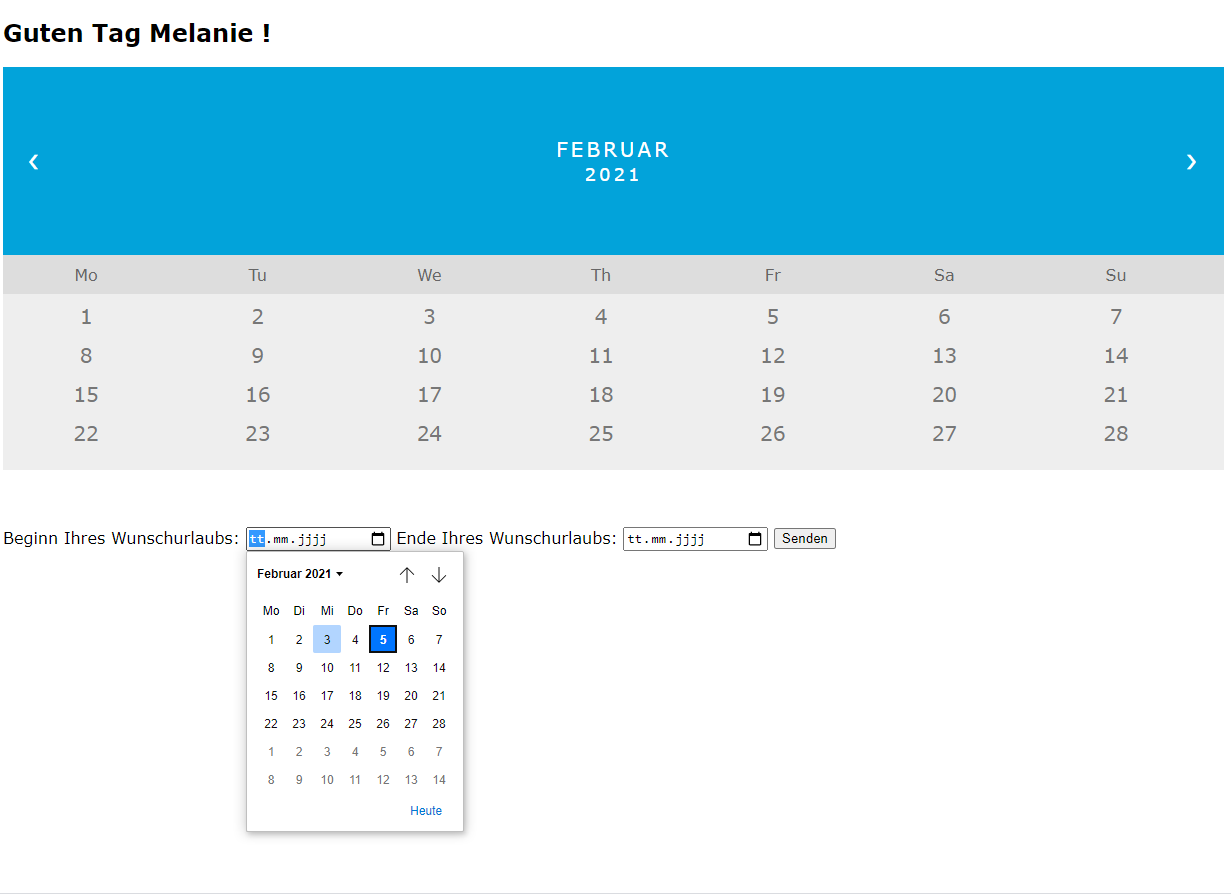 Guten Tag Melanie !
❮ FEBRUAR ❯
2021
Mo Tu We Th Fr Sa Su
1 2 3 4 5 6 7
8 9 10 11 12 13 14
15 16 17 18 19 20 21
22 23 24 25 26 27 28
Beginn Ihres Wunschurlaubs: tt.mm.jjjj Ende Ihres Wunschurlaubs: tt.mm.jjjj Senden
Februar 2021
Mo Di Mi Do Fr Sa So
1 2 3 4 5 6 7
8 9 10 11 12 13 14
15 16 17 18 19 20 21
22 23 24 25 26 27 28
1 2 3 4 5 6 7
8 9 10 11 12 13 14
Heute